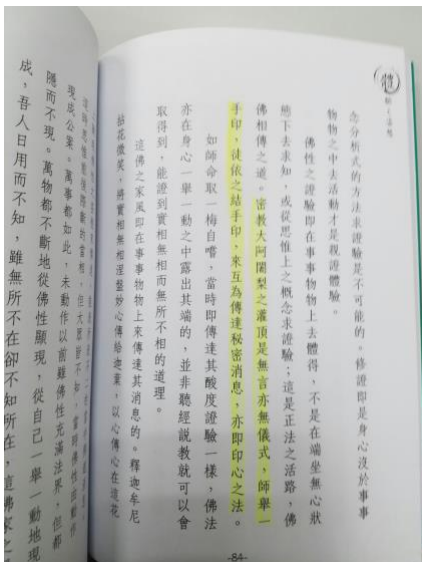 念分析式的方法求證驗是不可能的。修證即是身心沒於事事
物物之中去活動才是親證體驗。
佛性之證驗即在事事物物上去體得，不是在端坐無心狀
態下去求知，或從思惟上之概念求證驗；這是正法之活路，佛
佛相傳之道。密教大阿闍梨之灌頂是無言亦無儀式，師舉一
手印，徒依之結手印，來互為傳達秘密消息，亦即印心之法。
如師命取一梅自嚐，當時即傳達其酸度證驗一樣，佛法
亦在身心一舉一動之中露出其端的，並非聽經說教就可以會
取得到，能證到實相無相而無所不相的道理。
這佛之家風即在事事物物上來傳達其消息的。釋迦牟尼
拈花微笑，將實相無相涅槃妙心傳給迦葉，以心傳心在這花
現成公案。萬事都如此，未動作以前雖佛性充滿法界，但都
隱而不現。萬物都不斷地從佛性顯現，從自己一舉一動地現
成，吾人日用而不知，雖無所不在卻不知所在，這佛家之
-84-